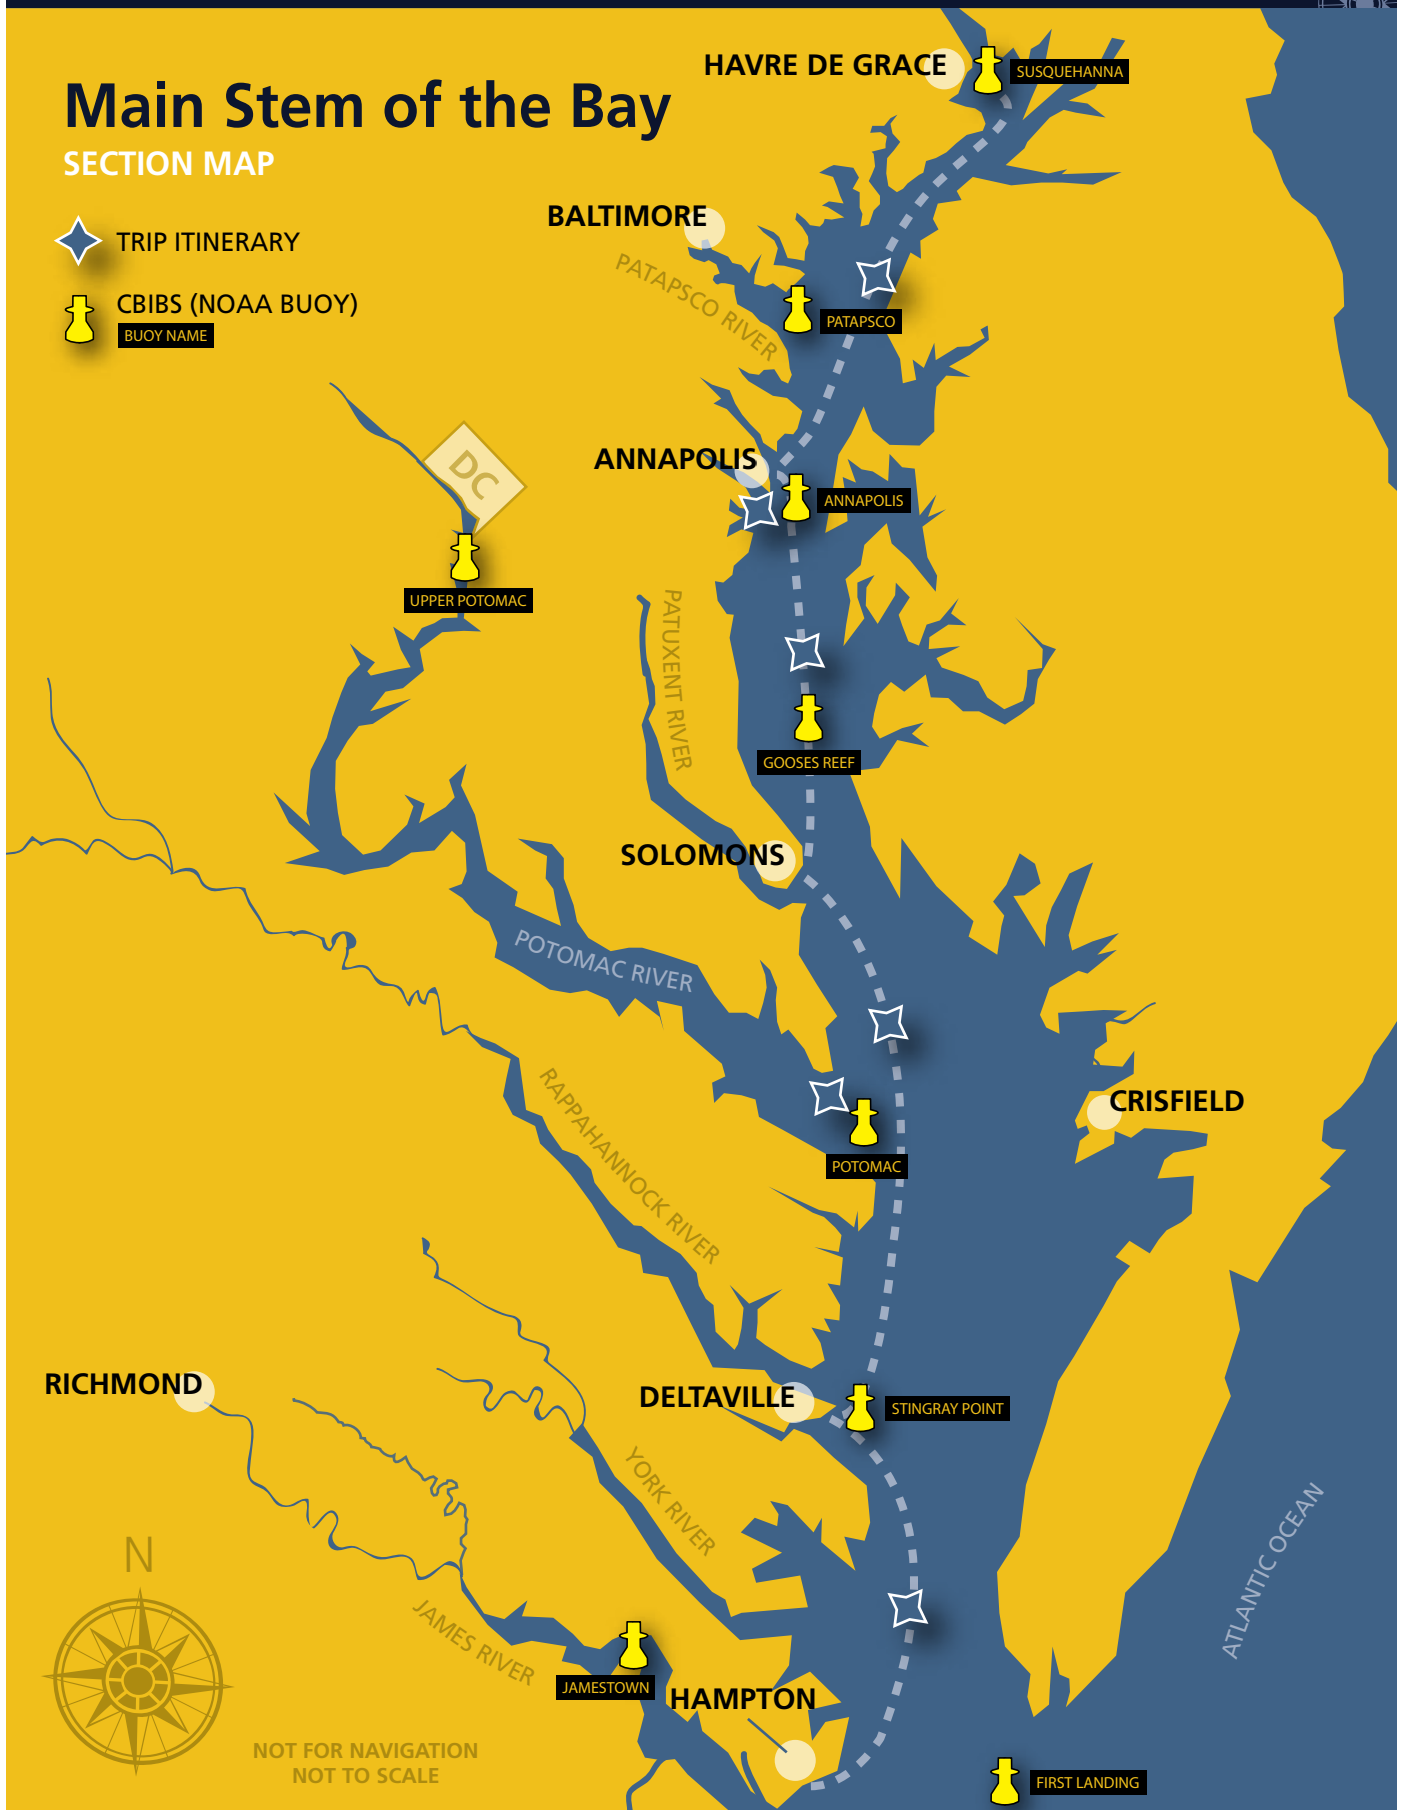 HAVRE DE GRACE
SUSQUEHANNA
Main Stem of the Bay
SECTION MAP
BALTIMORE
TRIP ITINERARY
PATAPSCO RIVER
CBIBS (NOAA BUOY)
BUOY NAME
PATAPSCO
ANNAPOLIS
DC
ANNAPOLIS
UPPER POTOMAC
PATUXENT RIVER
GOOSES REEF
SOLOMONS
POTOMAC RIVER
CRISFIELD
RAPPAHANNOCK RIVER
POTOMAC
RICHMOND
DELTAVILLE
STINGRAY POINT
YORK RIVER
ATLANTIC OCEAN
N
JAMES RIVER
JAMESTOWN
HAMPTON
NOT FOR NAVIGATION
NOT TO SCALE
FIRST LANDING